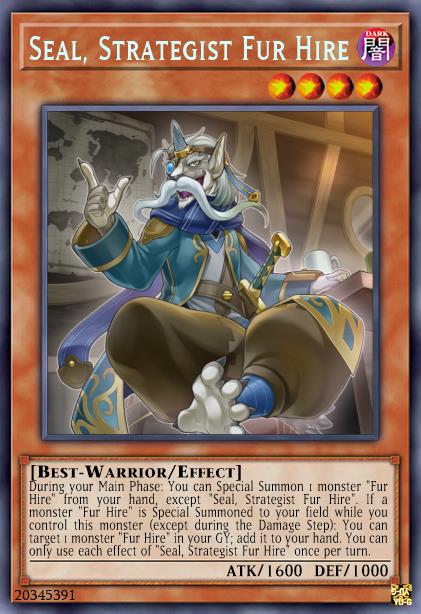 Seal, Strategist Fur Hire
DARK
闇
[Best-Warrior/Effect]
During your Main Phase: You can Special Summon 1 monster "Fur
Hire" from your hand, except "Seal, Strategist Fur Hire". If a
monster "Fur Hire" is Special Summoned to your field while you
control this monster (except during the Damage Step): You can
target 1 monster "Fur Hire" in your GY; add it to your hand. You can
only use each effect of "Seal, Strategist Fur Hire" once per turn.
ATK/1600 DEF/1000
20345391